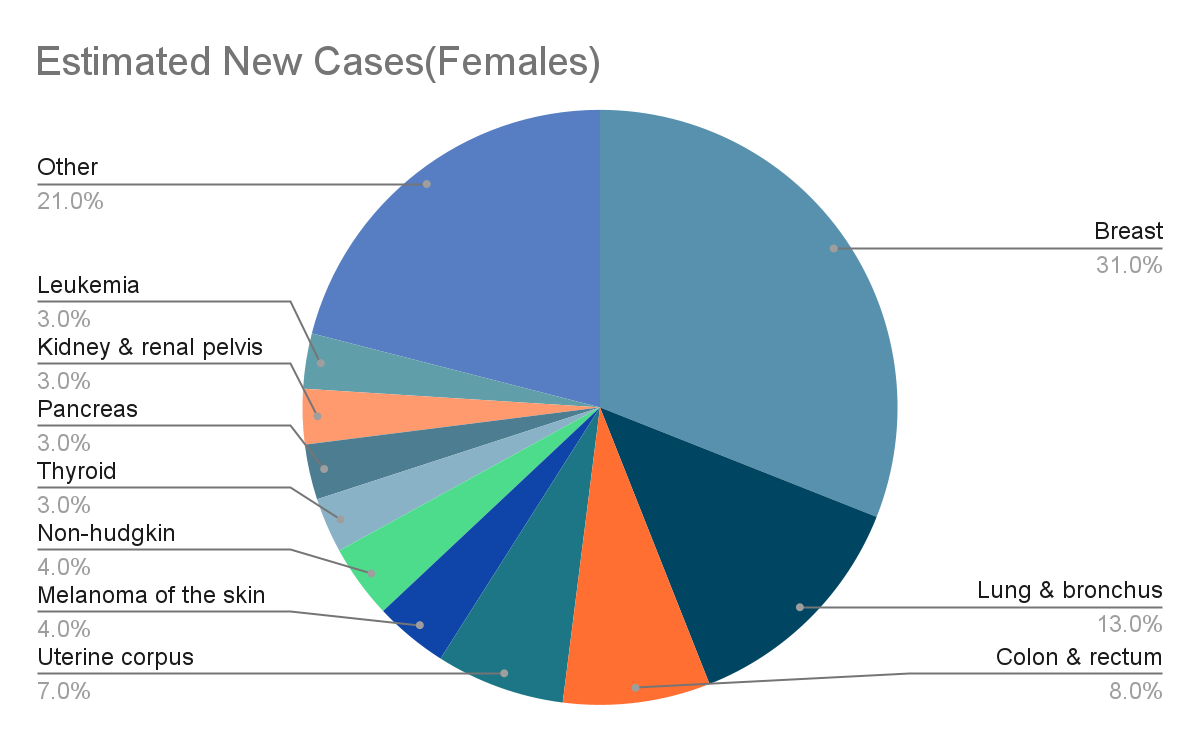 Estimated New Cases(Females)
Other
21.0%
Leukemia
3.0%
Kidney & renal pelvis
3.0%
Pancreas
3.0%
Thyroid
3.0%
Non-hudgkin
4.0%
Melanoma of the skin
4.0%
Uterine corpus
7.0%
Breast
31.0%
Lung & bronchus
13.0%
Colon & rectum
8.0%